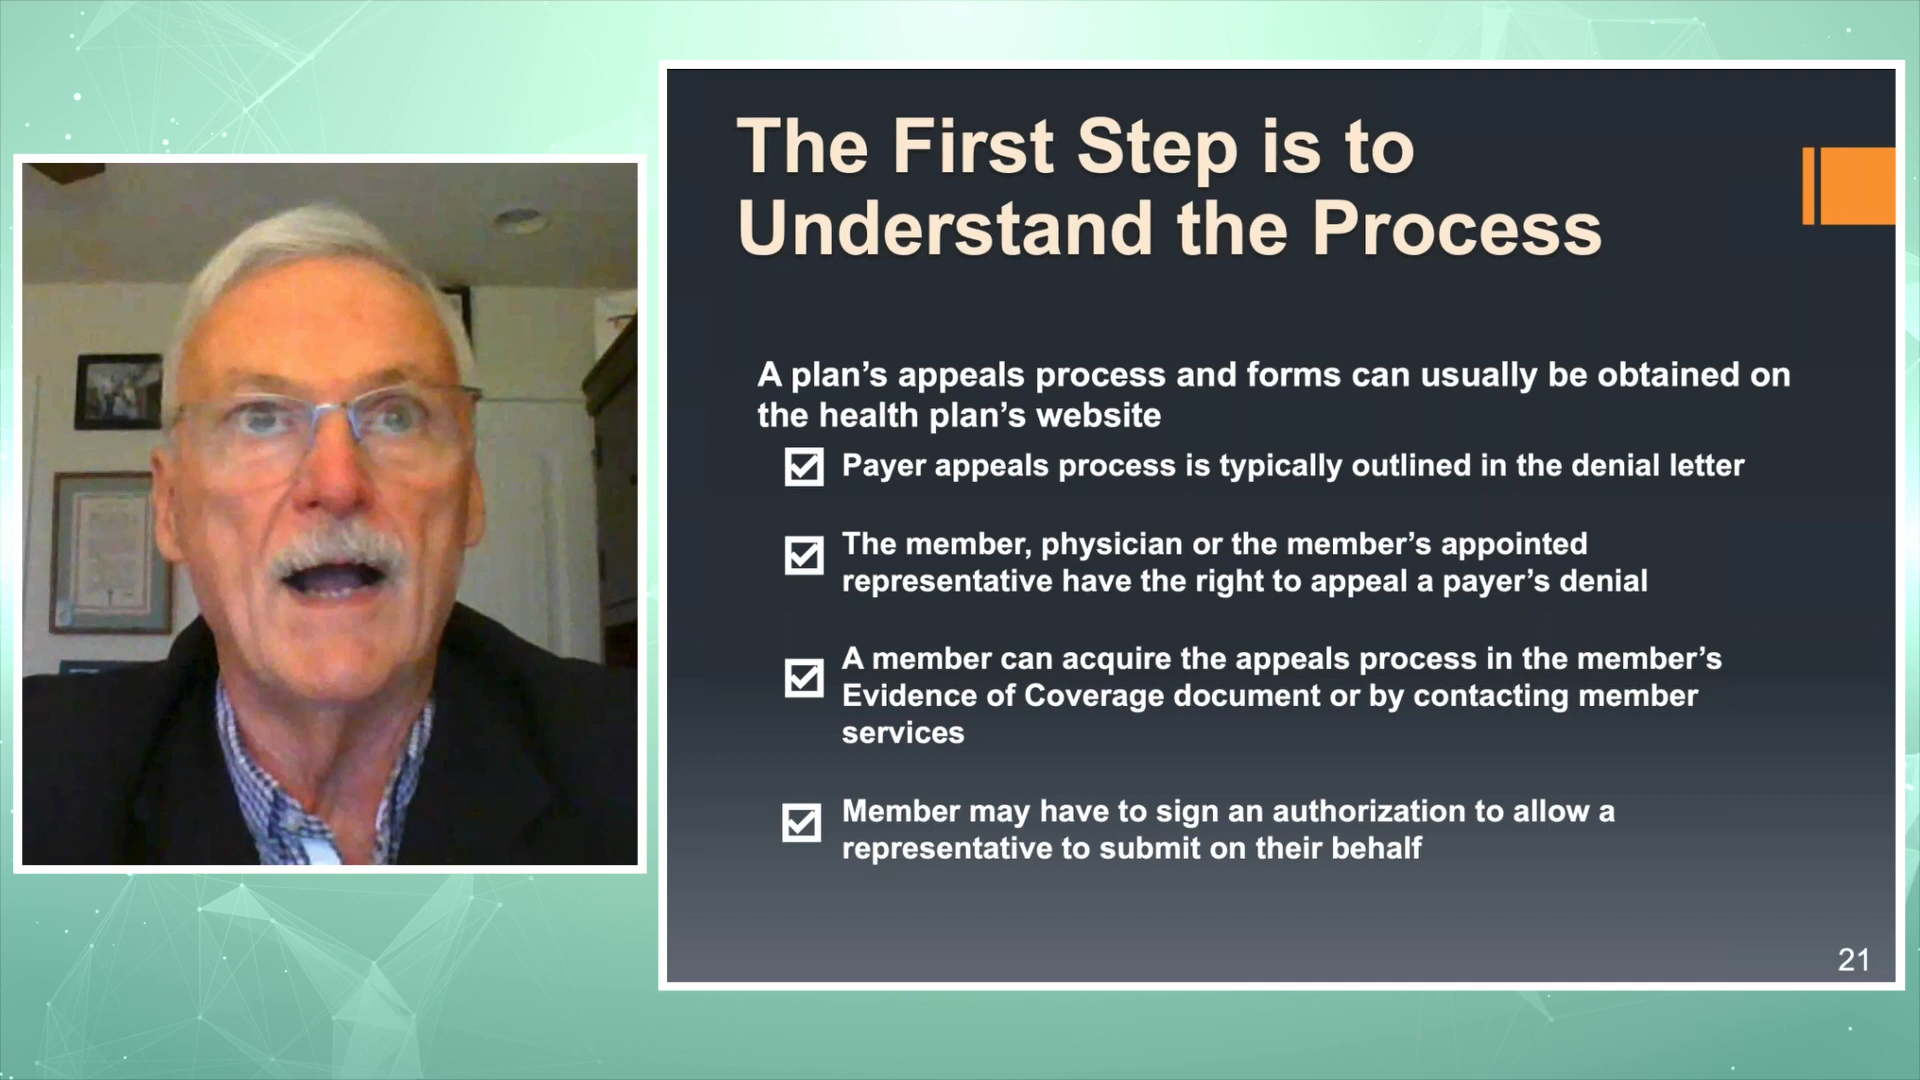 The First Step is to
Understand the Process
A plan’s appeals process and forms can usually be obtained on
the health plan’s website
Payer appeals process is typically outlined in the denial letter
The member, physician or the member’s appointed
representative have the right to appeal a payer’s denial
A member can acquire the appeals process in the member’s
Evidence of Coverage document or by contacting member
services
Member may have to sign an authorization to allow a
representative to submit on their behalf
21